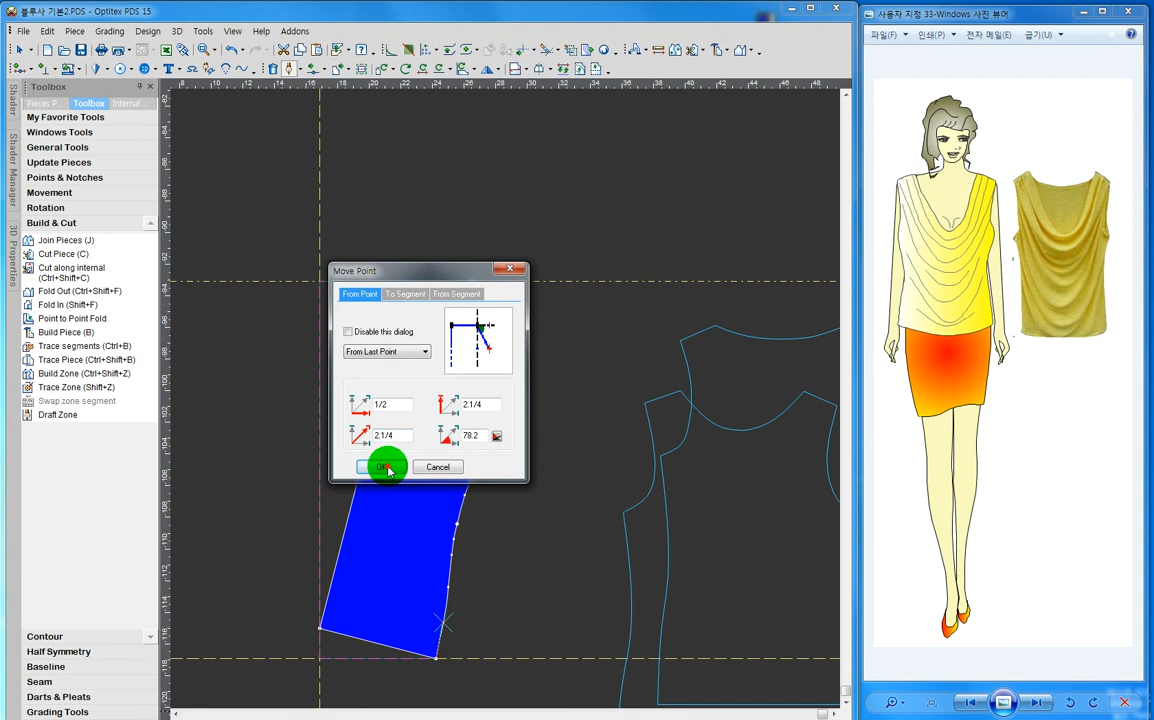 블루사 기본2.PDS - Optitex PDS 15
File Edit Piece Grading Design 3D Tools View Help Addons
Toolbox
Pieces P... Toolbox Internal ...
My Favorite Tools
Windows Tools
General Tools
Update Pieces
Points & Notches
Movement
Rotation
Build & Cut
Join Pieces (J)
Cut Piece (C)
Cut along internal
(Ctrl+Shift+C)
Fold Out (Ctrl+Shift+F)
Fold In (Shift+F)
Point to Point Fold
Build Piece (B)
Trace segments (Ctrl+B)
Trace Piece (Ctrl+Shift+B)
Build Zone (Shift+Z)
Trace Zone (Shift+Z)
Swap zone segment
Draft Zone
Contour
Half Symmetry
Baseline
Seam
Darts & Pleats
Grading Tools
Shader
Shader Manager
3D Properties
Move Point
From Point To Segment From Segment
Disable this dialog
From Last Point
1/2 2.1/4
2.1/4 78.2
OK Cancel
사용자 지정 33-Windows 사진 뷰어
파일(F) 인쇄(P) 전자 메일(E) 굽기(U)